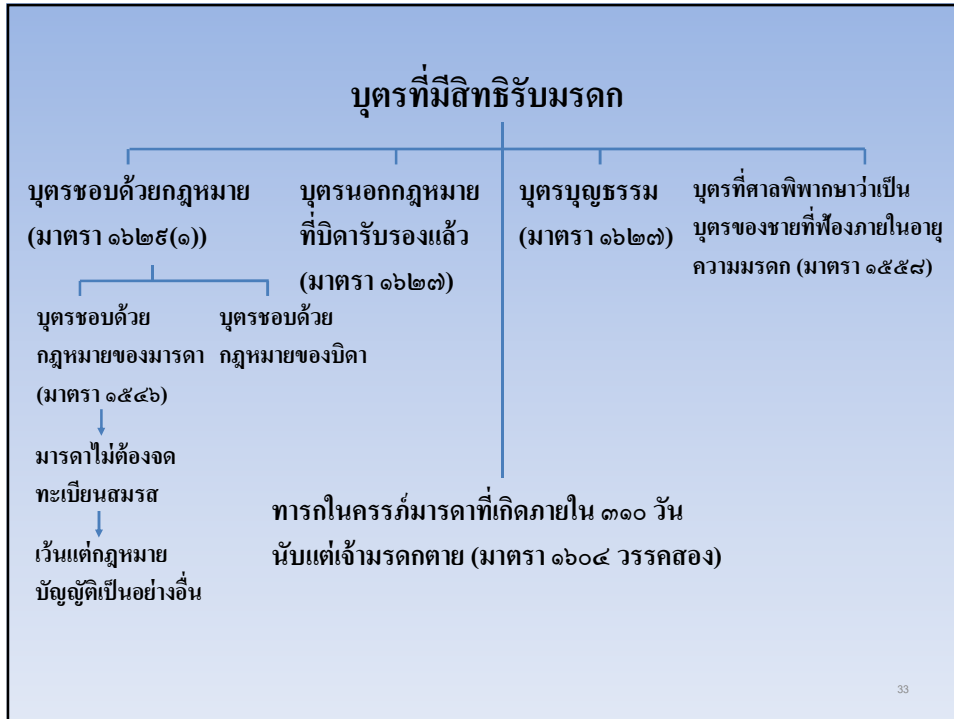 บุตรที่มีสิทธิรับมรดก
บุตรชอบด้วยกฎหมาย
(มาตรา ๑๖๒๙(๑))
บุตรนอกกฎหมาย
ที่บิดารับรองแล้ว
(มาตรา ๑๖๒๗)
บุตรบุญธรรม
(มาตรา ๑๖๒๗)
บุตรที่ศาลพิพากษาว่าเป็น
บุตรของชายที่ฟ้องภายในอายุ
ความมรดก (มาตรา ๑๕๕๘)
บุตรชอบด้วย
กฎหมายของมารดา
(มาตรา ๑๕๔๖)
บุตรชอบด้วย
กฎหมายของบิดา
มารดาไม่ต้องจด
ทะเบียนสมรส
เว้นแต่กฎหมาย
บัญญัติเป็นอย่างอื่น
ทารกในครรภ์มารดาที่เกิดภายใน ๓๑๐ วัน
นับแต่เจ้ามรดกตาย (มาตรา ๑๖๐๔ วรรคสอง)
33